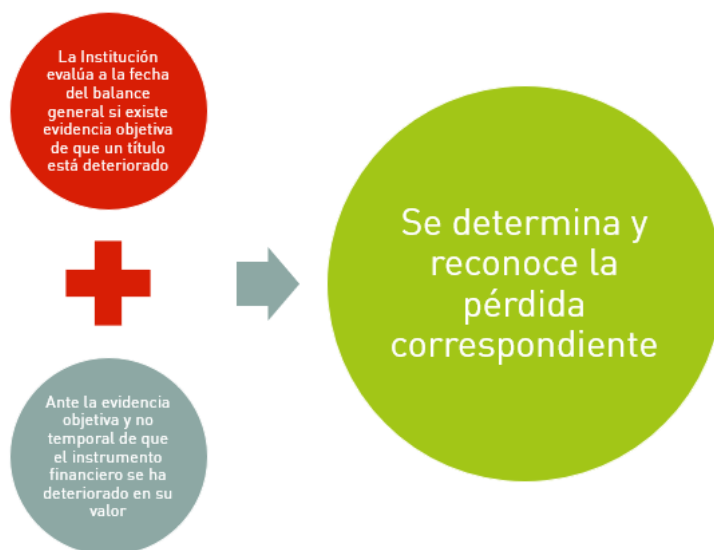 La Institución
evalúa a la fecha
del balance
general si existe
evidencia objetiva
de que un título
está deteriorado
Ante la evidencia
objetiva y no
temporal de que
el instrumento
financiero se ha
deteriorado en su
valor
Se determina y
reconoce la
pérdida
correspondiente